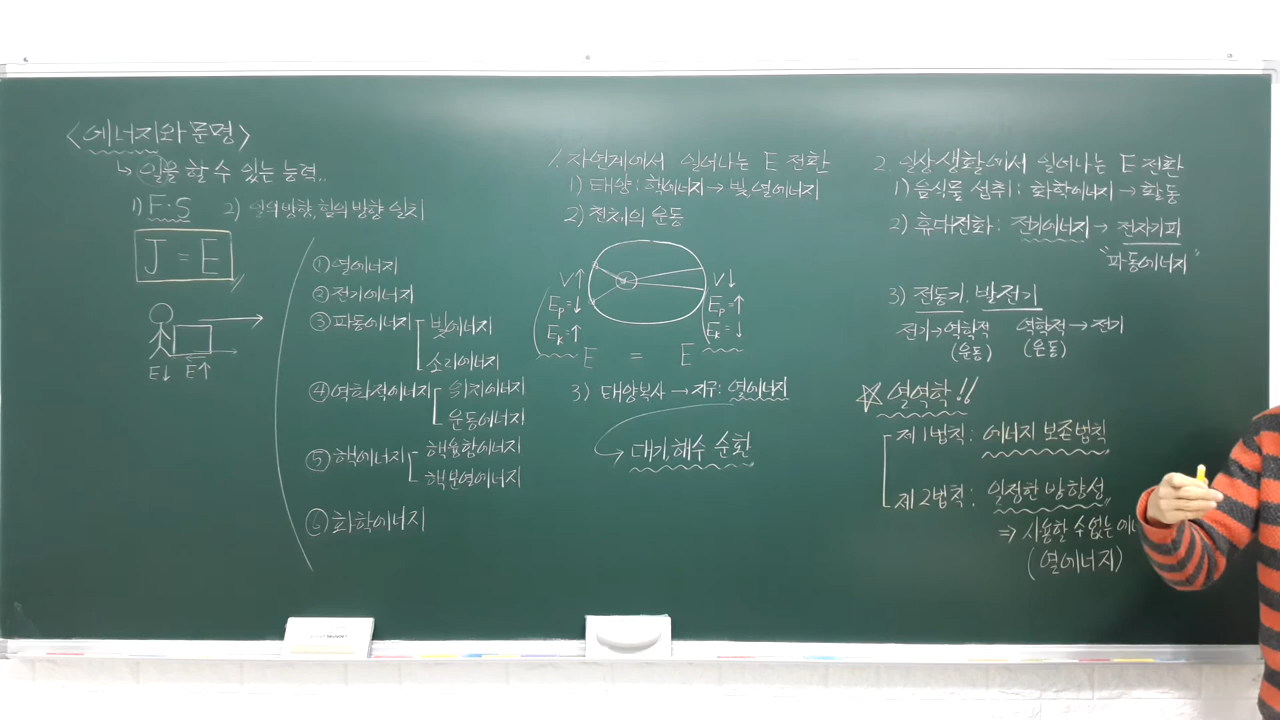 <에너지와 문명>
↳ 일을 할 수 있는 능력..
1) F·S 2) 일의 방향, 힘의 방향 일치
J = E
E↓ E↑
① 열에너지
② 전기에너지
③ 파동에너지
빛에너지
소리에너지
④ 역학적에너지
위치에너지
운동에너지
⑤ 핵에너지
핵융합에너지
핵분열에너지
⑥ 화학에너지
1. 자연계에서 일어나는 E 전환
1) 태양 : 핵에너지 → 빛, 열에너지
2) 천체의 운동
V↑
Ep=↓
Ek=↑
V↓
Ep=↑
Ek=↓
E = E
3) 태양복사 → 지구 : 열에너지
대기, 해수 순환
2. 일상생활에서 일어나는 E 전환
1) 음식물 섭취 : 화학에너지 → 활동
2) 휴대전화 : 전기에너지 → 전자기파
"파동에너지"
3) 전동기, 발전기
전기→역학적 역학적→전기
(운동) (운동)
☆ 열역학!!
제1법칙 : 에너지 보존법칙
제2법칙 : 일정한 방향성"
⇒ 사용할 수 없는
(열에너지)